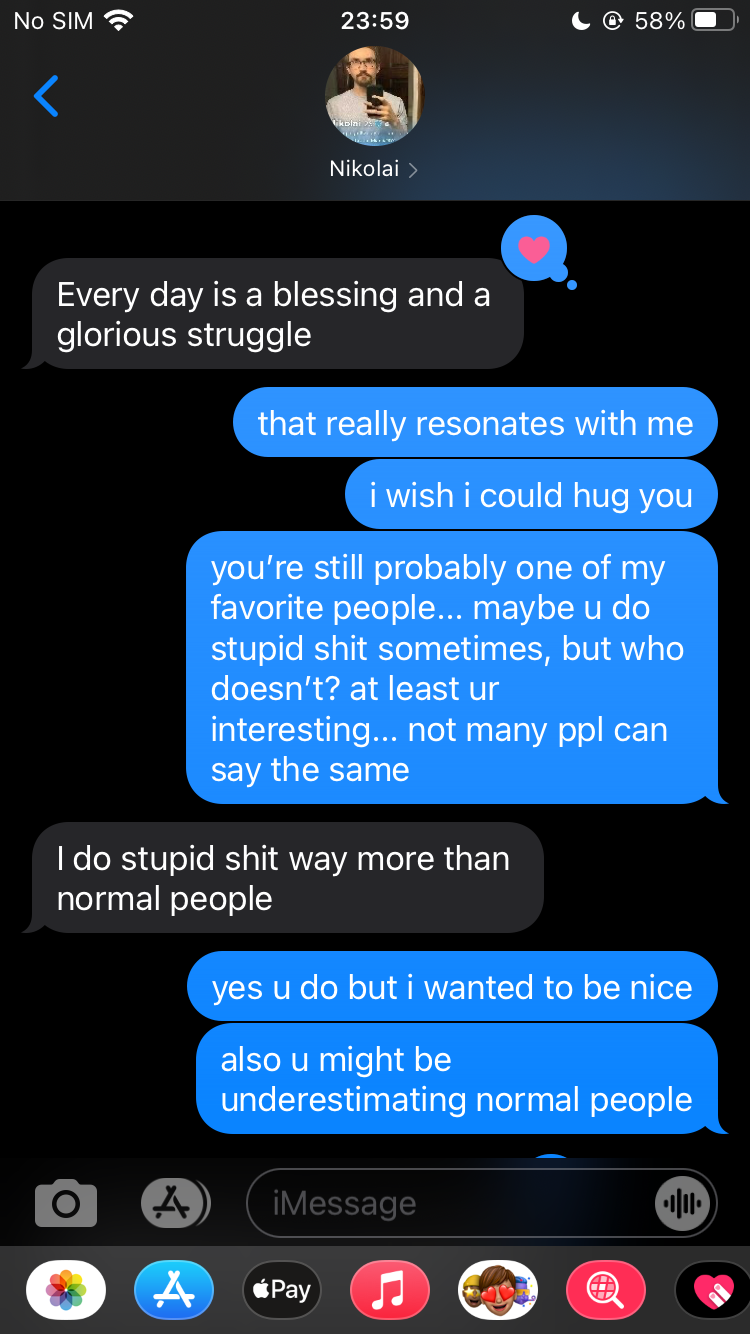 No SIM 23:59 58%
Nikolai
Every day is a blessing and a
glorious struggle
that really resonates with me
i wish i could hug you
you’re still probably one of my
favorite people... maybe u do
stupid shit sometimes, but who
doesn’t? at least ur
interesting... not many ppl can
say the same
I do stupid shit way more than
normal people
yes u do but i wanted to be nice
also u might be
underestimating normal people
iMessage
Pay